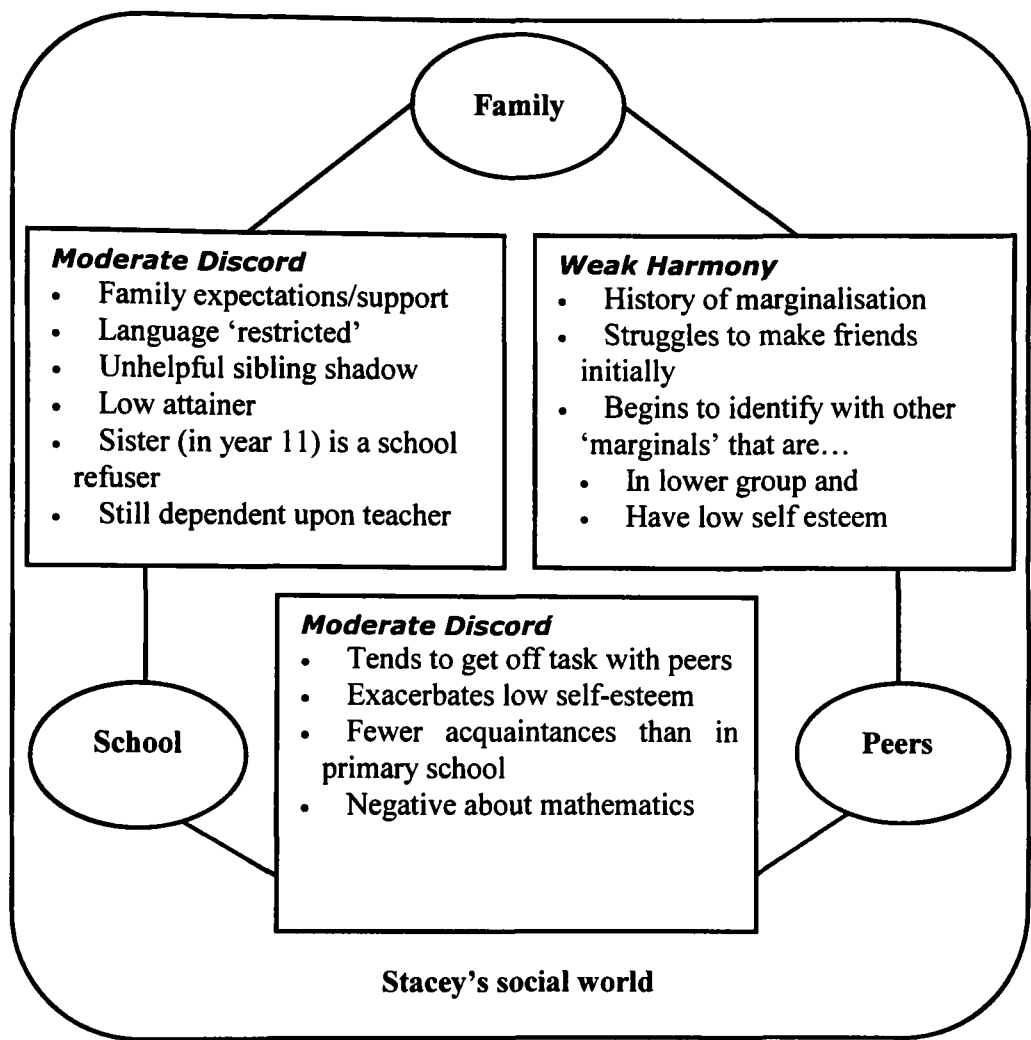 Family
Moderate Discord
• Family expectations/support
• Language ‘restricted’
• Unhelpful sibling shadow
• Low attainer
• Sister (in year 11) is a school
refuser
• Still dependent upon teacher
Weak Harmony
• History of marginalisation
• Struggles to make friends
initially
• Begins to identify with other
‘marginals’ that are…
• In lower group and
• Have low self esteem
School
Moderate Discord
• Tends to get off task with peers
• Exacerbates low self-esteem
• Fewer acquaintances than in
primary school
• Negative about mathematics
Peers
Stacey’s social world